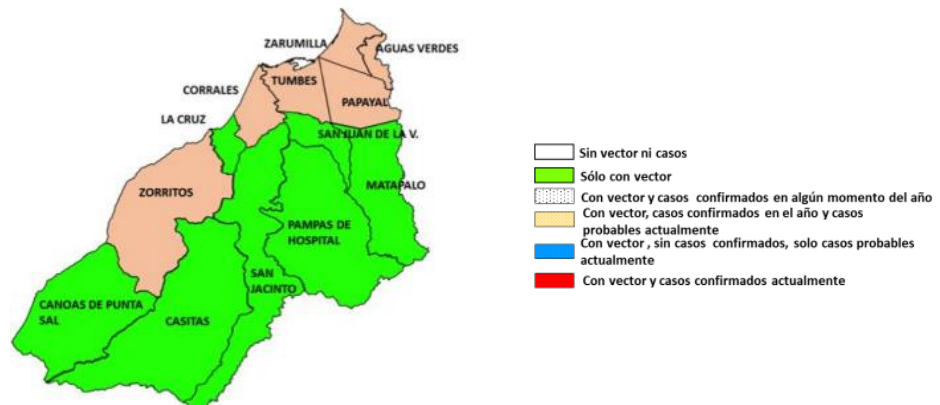 ZARUMILLA
AGUAS VERDES
TUMBES
CORRALES
PAPAYAL
LA CRUZ
SAN JUAN DE LA V.
ZORRITOS
MATAPALO
PAMPAS DE
HOSPITAL
SAN
JACINTO
CANOAS DE PUNTA
SAL
CASITAS
Sin vector ni casos
Sólo con vector
Con vector y casos confirmados en algún momento del año
Con vector, casos confirmados en el año y casos
probables actualmente
Con vector , sin casos confirmados, solo casos probables
actualmente
Con vector y casos confirmados actualmente